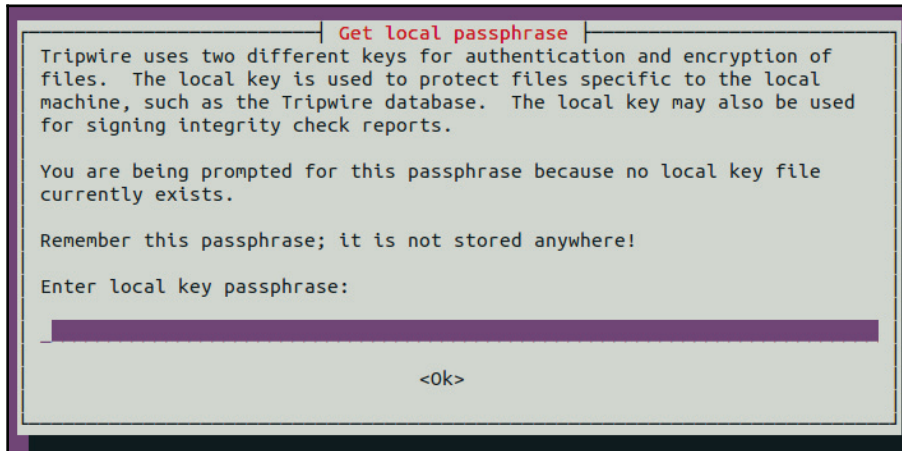 Get local passphrase
Tripwire uses two different keys for authentication and encryption of
files.  The local key is used to protect files specific to the local
machine, such as the Tripwire database.  The local key may also be used
for signing integrity check reports.
You are being prompted for this passphrase because no local key file
currently exists.
Remember this passphrase; it is not stored anywhere!
Enter local key passphrase:
<Ok>